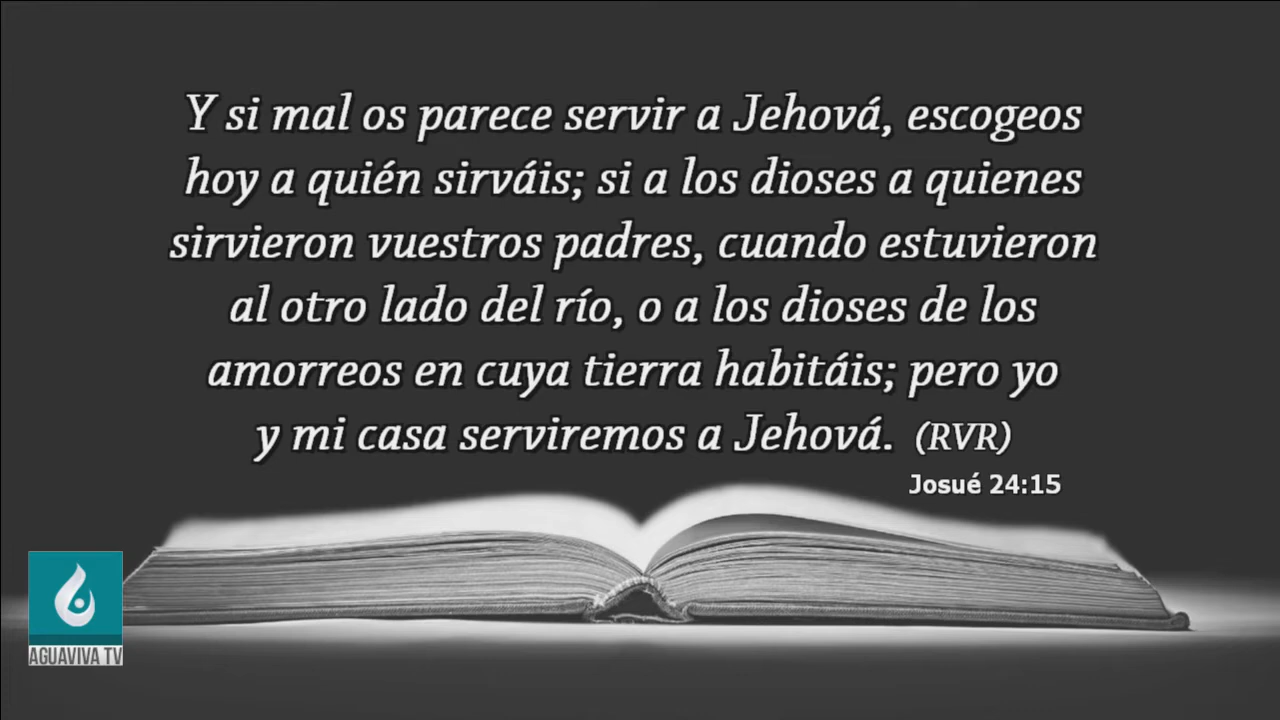 Y si mal os parece servir a Jehová, escogeos
hoy a quién sirváis; si a los dioses a quienes
sirvieron vuestros padres, cuando estuvieron
al otro lado del río, o a los dioses de los
amorreos en cuya tierra habitáis; pero yo
y mi casa serviremos a Jehová. (RVR)
Josué 24:15
AGUAVIVA TV